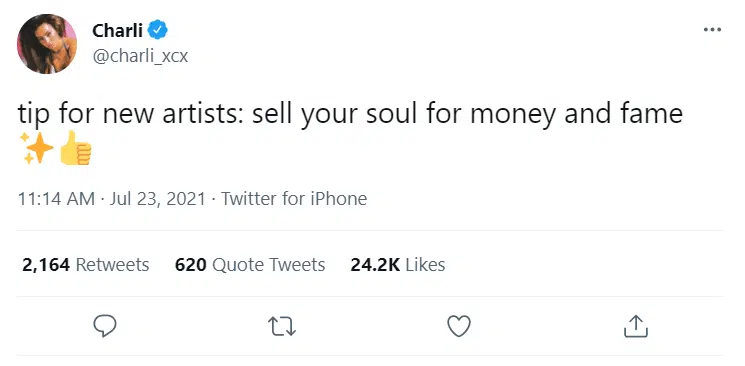 Charli
@charli_xcx
tip for new artists: sell your soul for money and fame
✨👍
11:14 AM · Jul 23, 2021 · Twitter for iPhone
2,164 Retweets 620 Quote Tweets 24.2K Likes